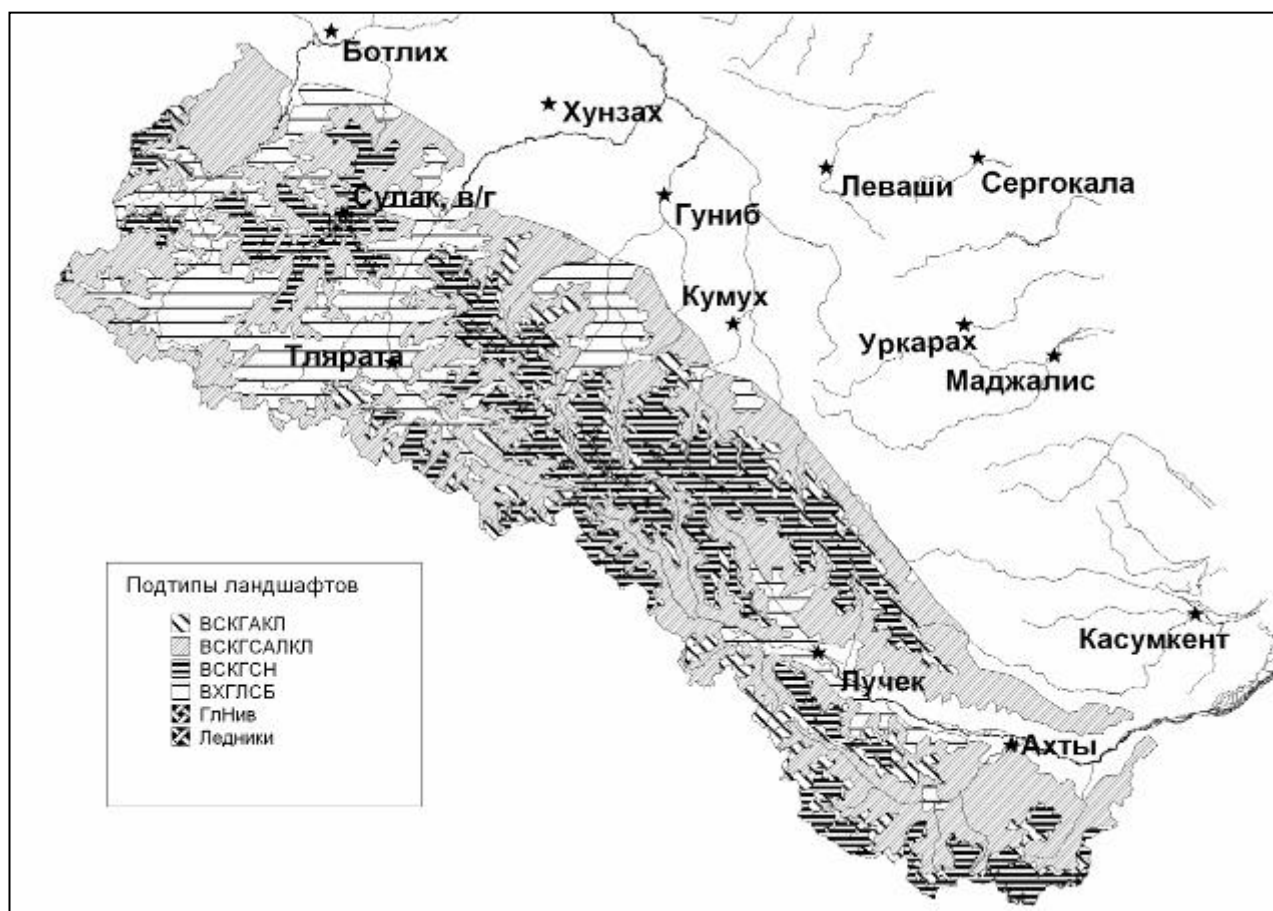 Ботлих
Хунзах
Леваши
Сергокала
Сулак, в/г
Гуниб
Кумух
Уркарах
Маджалис
Тлярата
Подтипы ландшафтов
ВСКГАКЛ
ВСКГСАЛКЛ
ВСКГСН
ВХГЛСБ
ГлНив
Ледники
Касумкент
Лучек
Ахты